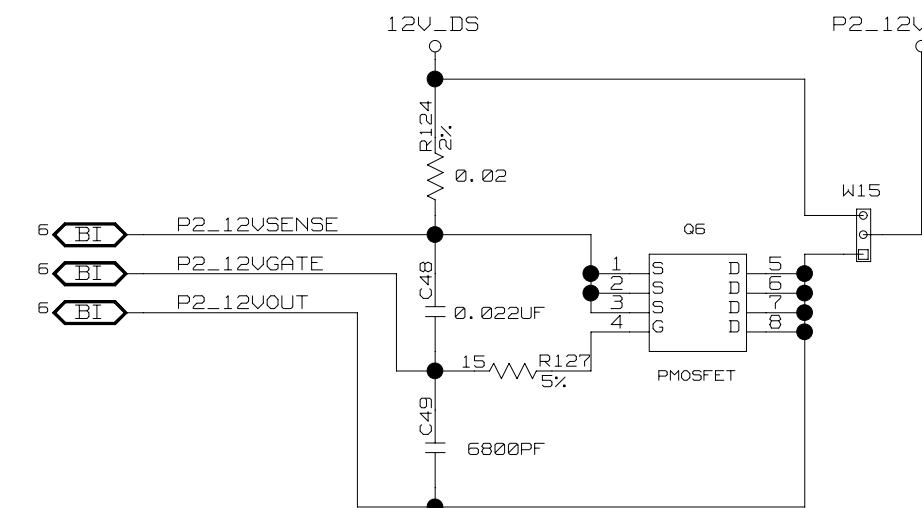 12V_DS
P2_12V
R124
2%
0.02
W15
6 BI P2_12VSENSE
Q6
6 BI P2_12VGATE
6 BI P2_12VOUT
C48
0.022UF
1 S D 5
2 S D 6
3 S D 7
4 G D 8
15 R127
5%
PMOSFET
C49
6800PF